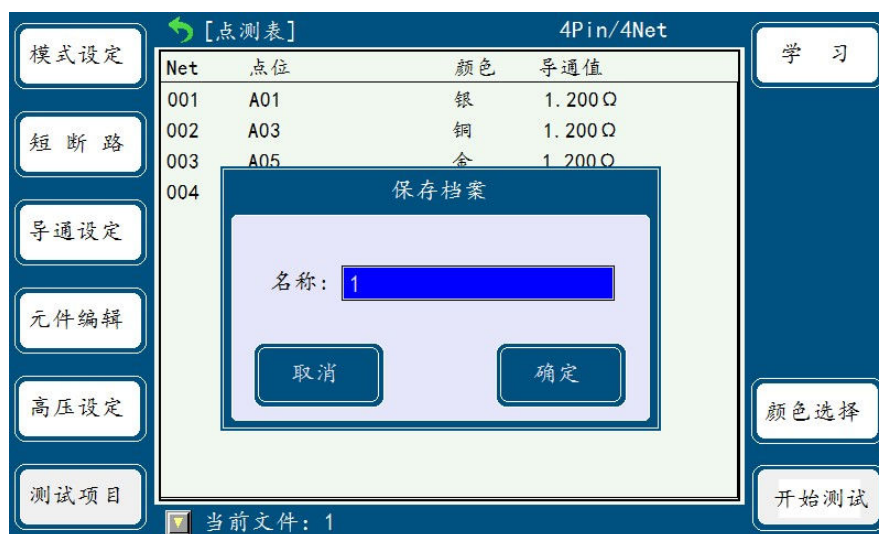 [点测表] 4Pin/4Net
模式设定
短 断 路
导通设定
元件编辑
高压设定
测试项目
Net 点位 颜色 导通值
001 A01 银 1.200Ω
002 A03 铜 1.200Ω
003 A05 金 1.200Ω
004
保存档案
名称: 1
取消 确定
学 习
颜色选择
开始测试
当前文件: 1